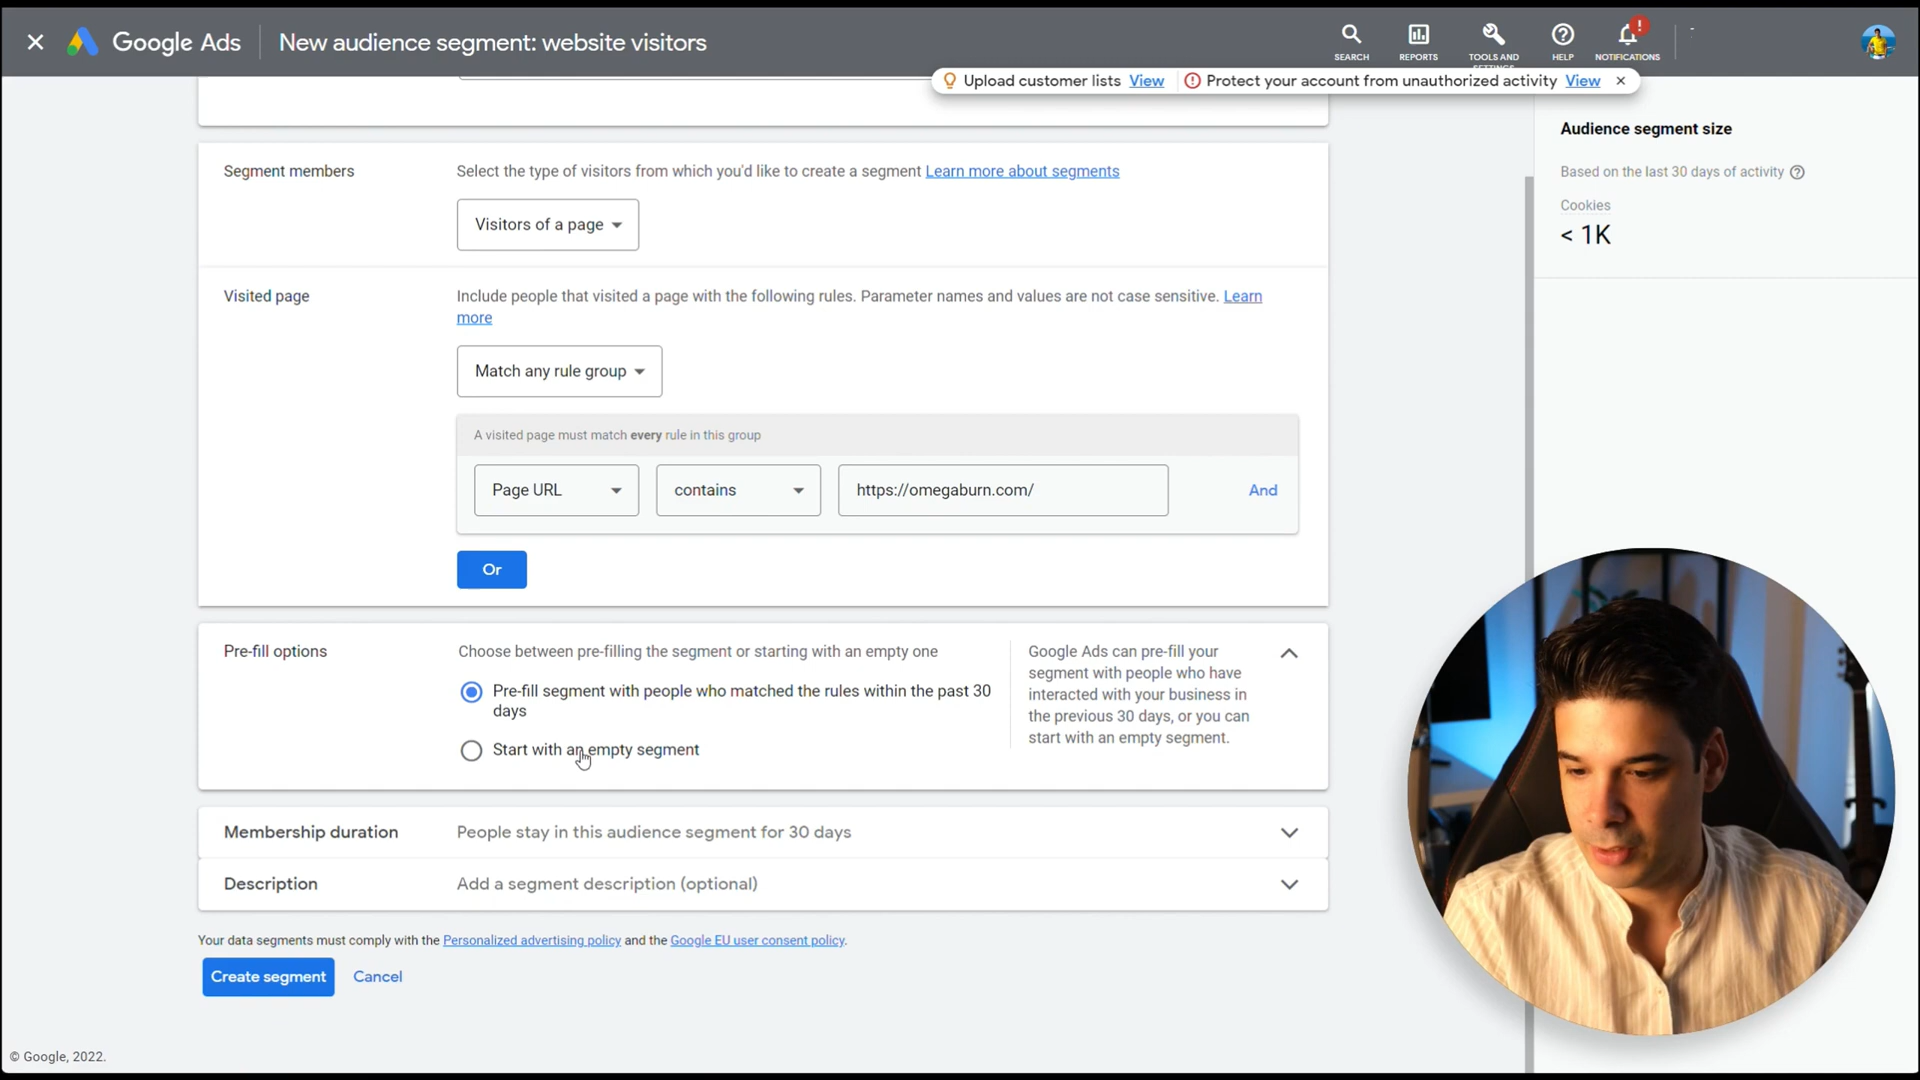 Google Ads
New audience segment: website visitors
SEARCH
REPORTS
TOOLS AND
HELP
NOTIFICATIONS
Upload customer lists View
Protect your account from unauthorized activity View
Segment members
Select the type of visitors from which you'd like to create a segment Learn more about segments
Visitors of a page
Visited page
Include people that visited a page with the following rules. Parameter names and values are not case sensitive. Learn
more
Match any rule group
A visited page must match every rule in this group
Page URL
contains
https://omegaburn.com/
And
Or
Pre-fill options
Choose between pre-filling the segment or starting with an empty one
Pre-fill segment with people who matched the rules within the past 30
days
Start with an empty segment
Google Ads can pre-fill your
segment with people who have
interacted with your business in
the previous 30 days, or you can
start with an empty segment.
Membership duration
People stay in this audience segment for 30 days
Description
Add a segment description (optional)
Your data segments must comply with the Personalized advertising policy and the Google EU user consent policy.
Create segment
Cancel
© Google, 2022.
Audience segment size
Based on the last 30 days of activity
Cookies
< 1K